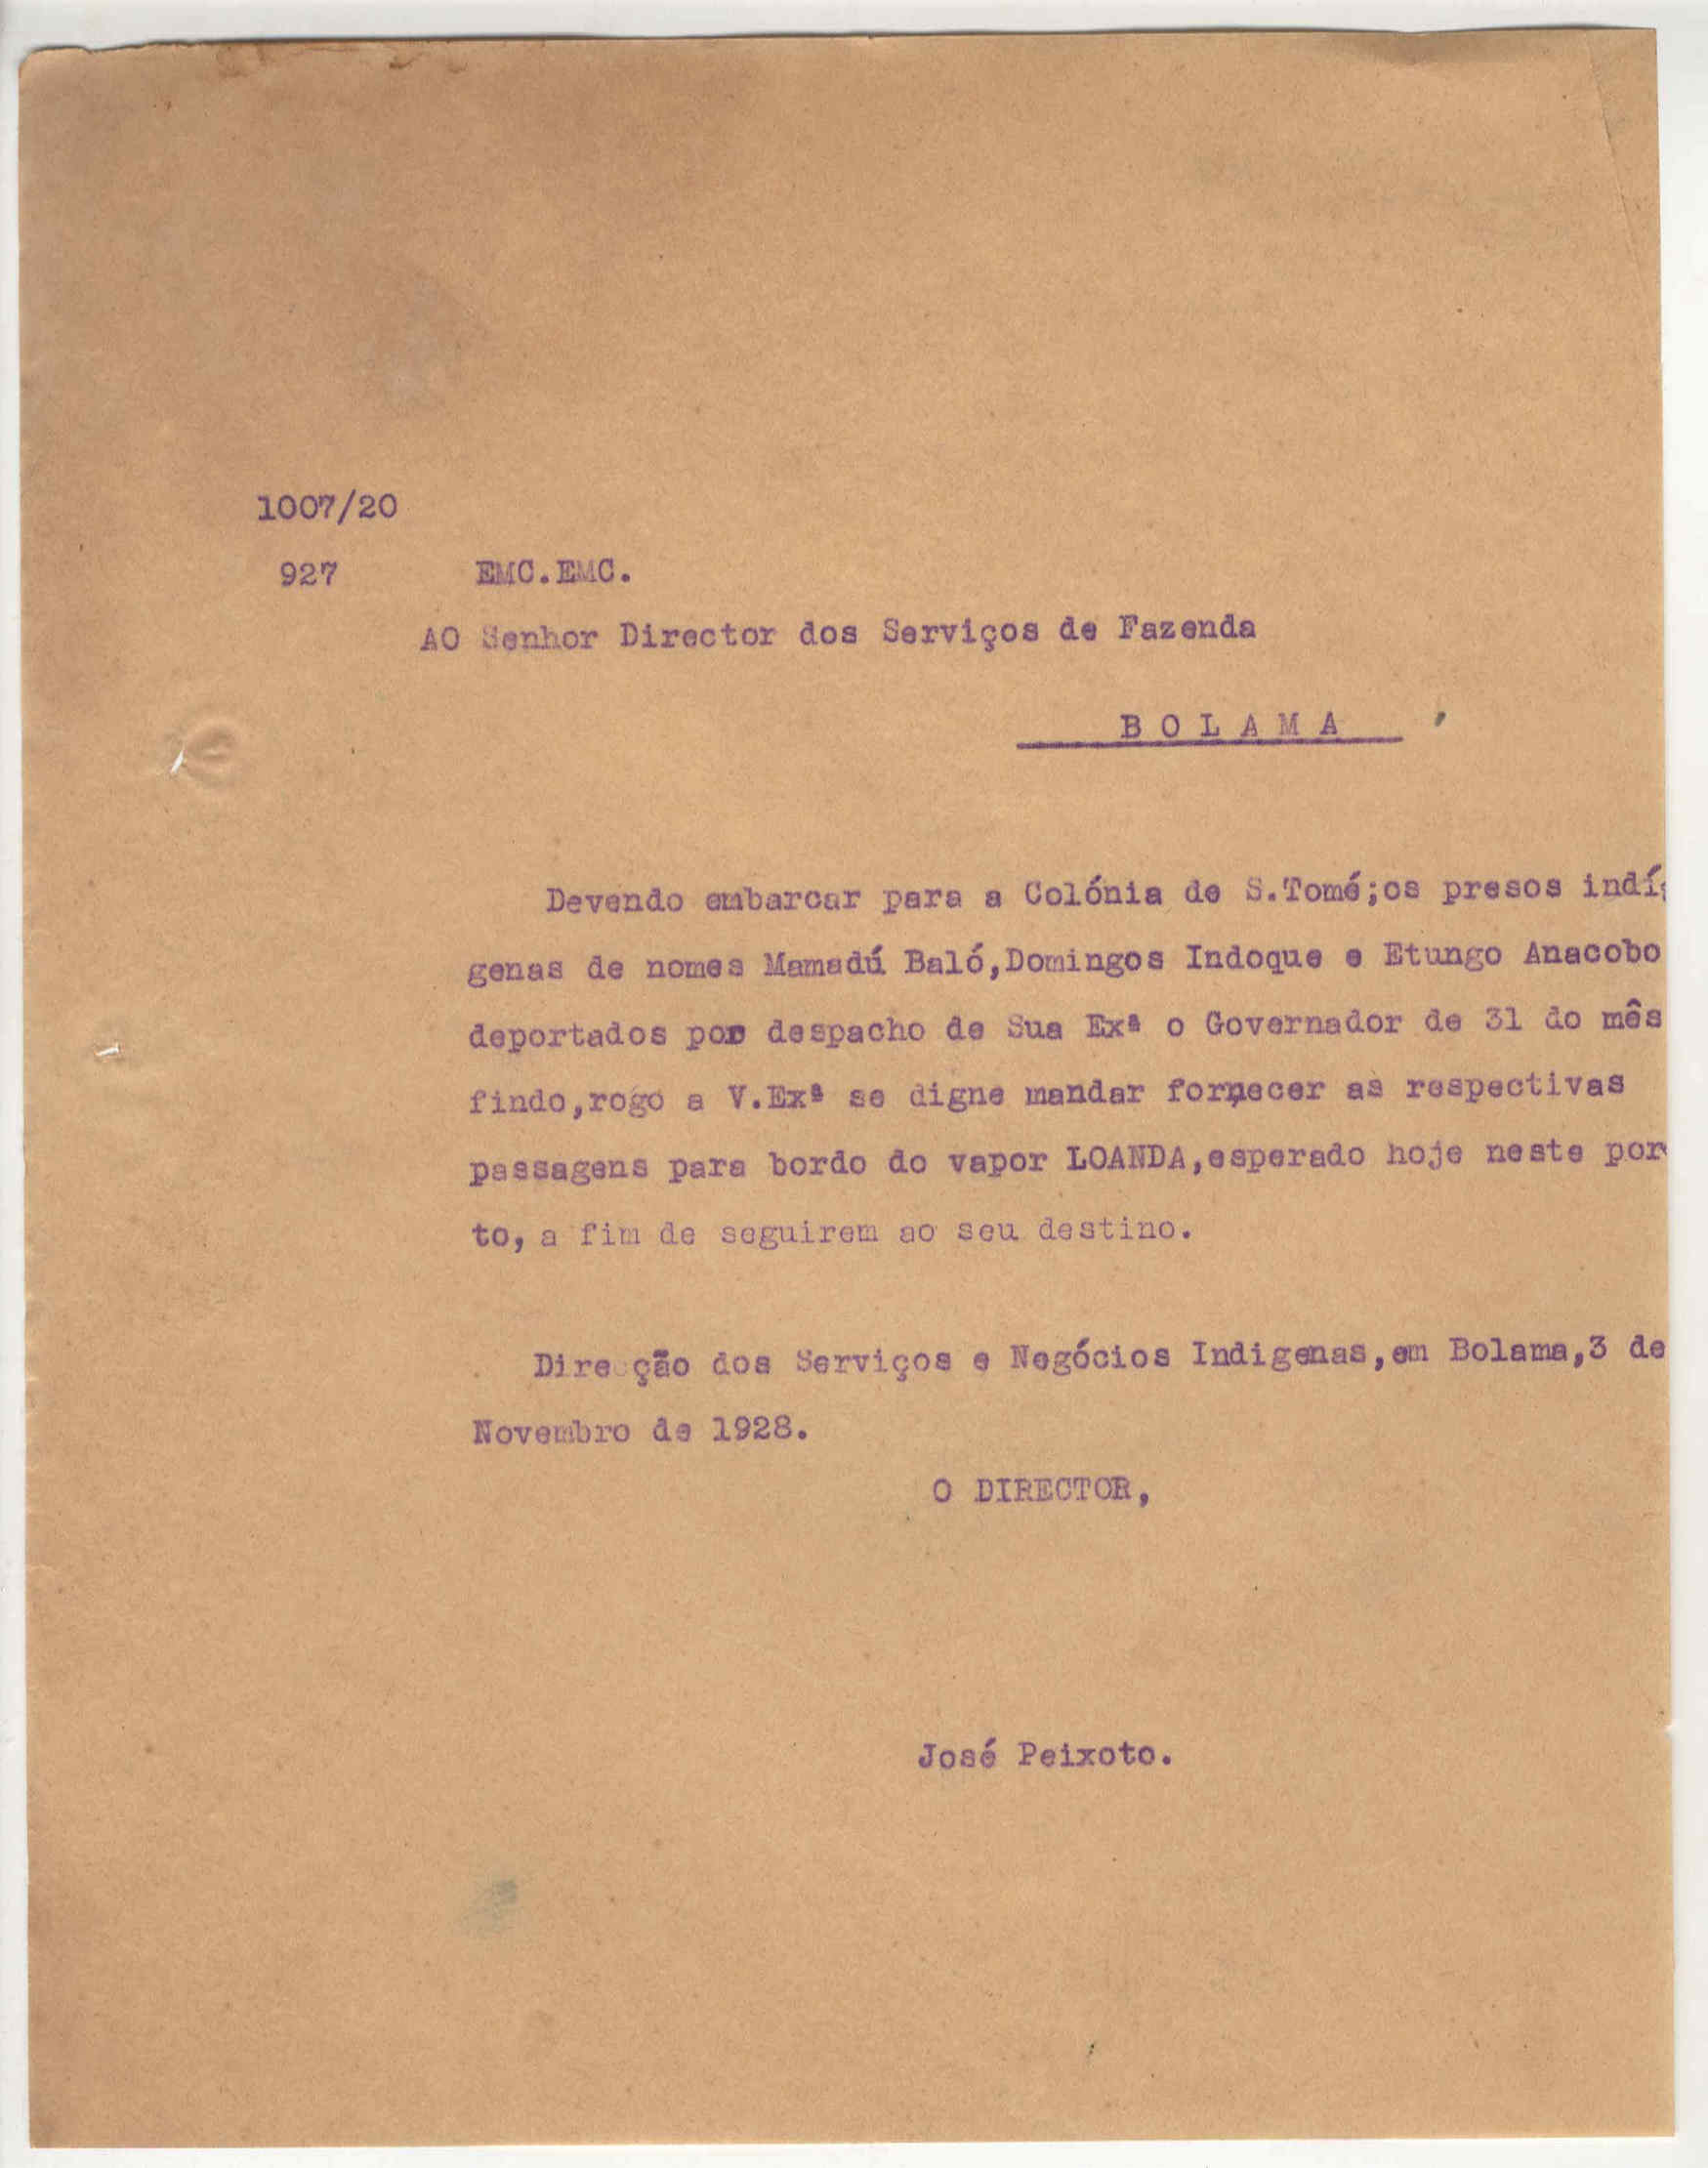 1007/20
927 EMC.EMC.
AO Senhor Director dos Serviços de Fazenda
B O L A M A
Devendo embarcar para a Colónia de S.Tomé;os presos indí
genas de nomes Mamadú Baló,Domingos Indoque e Etungo Anacobo
deportados por despacho de Sua Exª o Governador de 31 do mês
findo,rogo a V.Exª se digne mandar fornecer as respectivas
passagens para bordo do vapor LOANDA,esperado hoje neste por
to, a fim de seguirem ao seu destino.
Direcção dos Serviços e Negócios Indigenas,em Bolama,3 de
Novembro de 1928.
O DIRECTOR,
José Peixoto.